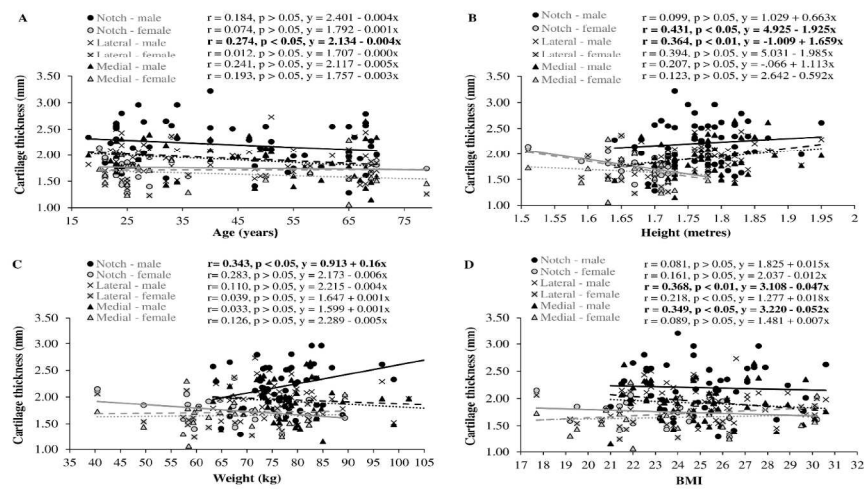 A
Notch - male r = 0.184, p > 0.05, y = 2.401 - 0.004x
Notch - female r = 0.074, p > 0.05, y = 1.792 - 0.001x
Lateral - male r = 0.274, p < 0.05, y = 2.134 - 0.004x
Lateral - female r = 0.012, p > 0.05, y = 1.707 - 0.000x
Medial - male r = 0.241, p > 0.05, y = 2.117 - 0.005x
Medial - female r = 0.193, p > 0.05, y = 1.757 - 0.003x
Cartilage thickness (mm)
3.50
3.00
2.50
2.00
1.50
1.00
15 25 35 45 55 65 75
Age (years)
B
Notch - male r = 0.099, p > 0.05, y = 1.029 + 0.663x
Notch - female r = 0.431, p < 0.05, y = 4.925 - 1.925x
Lateral - male r = 0.364, p < 0.01, y = -1.009 + 1.659x
Lateral - female r = 0.394, p > 0.05, y = 5.031 - 1.985x
Medial - male r = 0.207, p > 0.05, y = -.066 + 1.113x
Medial - female r = 0.123, p > 0.05, y = 2.642 - 0.592x
Cartilage thickness (mm)
3.50
3.00
2.50
2.00
1.50
1.00
1.5 1.55 1.6 1.65 1.7 1.75 1.8 1.85 1.9 1.95 2
Height (metres)
C
Notch - male r= 0.343, p < 0.05, y = 0.913 + 0.16x
Notch - female r= 0.283, p > 0.05, y = 2.173 -0.006x
Lateral - male r= 0.110, p > 0.05, y = 2.215 -0.004x
Lateral - female r= 0.039, p > 0.05, y = 1.647 +0.001x
Medial - male r= 0.033, p > 0.05, y = 1.599 +0.001x
Medial - female r= 0.126, p > 0.05, y = 2.289 -0.005x
Cartilage thickness (mm)
3.50
3.00
2.50
2.00
1.50
1.00
35 45 55 65 75 85 95 105
Weight (kg)
D
Notch - male r = 0.081, p > 0.05, y = 1.825 + 0.015x
Notch - female r = 0.161, p > 0.05, y = 2.037 -0.012x
Lateral - male r = 0.368, p < 0.01, y = 3.108 -0.047x
Lateral - female r = 0.218, p < 0.05, y = 1.277 + 0.018x
Medial - male r = 0.349, p < 0.05, y = 3.220 -0.052x
Medial - female r = 0.089, p > 0.05, y = 1.481 + 0.007x
Cartilage thickness (mm)
3.50
3.00
2.50
2.00
1.50
1.00
17 18 19 20 21 22 23 24 25 26 27 28 29 30 31 32
BMI